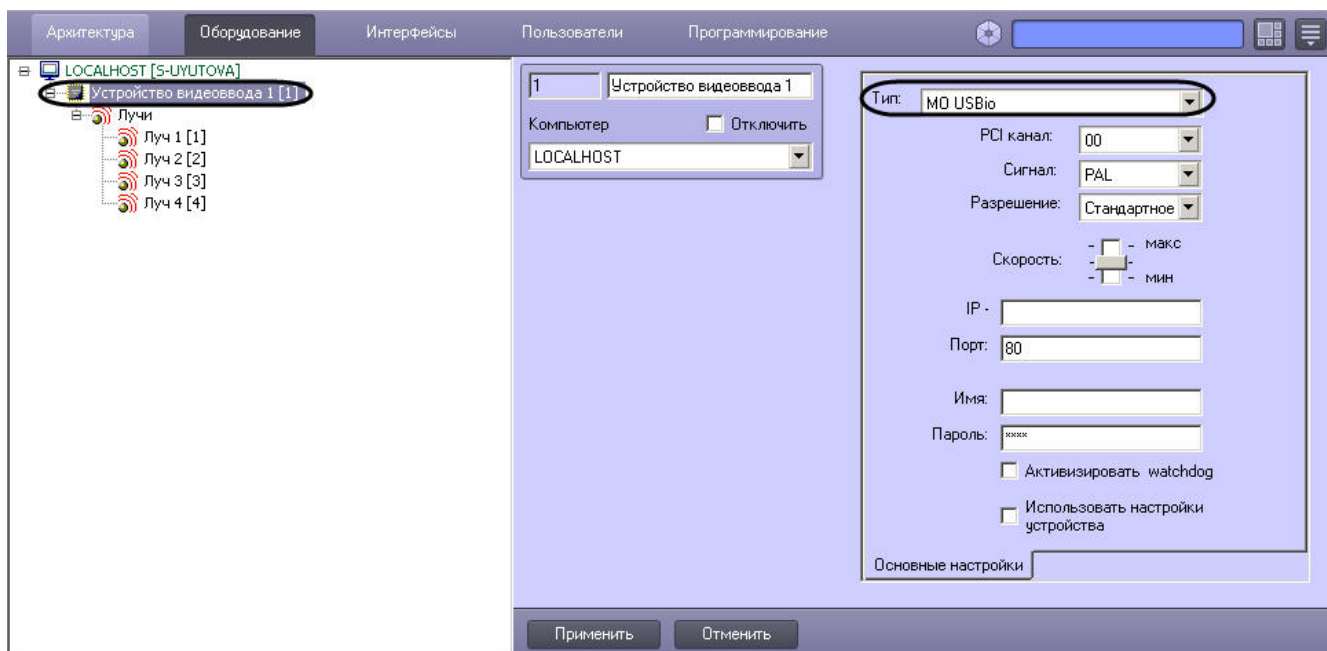 Архитектура Оборудование Интерфейсы Пользователи Программирование
LOCALHOST [S-UYUTOVA]
Устройство видеоввода 1 [1]
Лучи
Луч 1 [1]
Луч 2 [2]
Луч 3 [3]
Луч 4 [4]
1 Устройство видеоввода 1
Компьютер Отключить
LOCALHOST
Тип: MO USBio
PCI канал: 00
Сигнал: PAL
Разрешение: Стандартное
Скорость: макс
мин
IP -
Порт: 80
Имя:
Пароль: ****
Активизировать watchdog
Использовать настройки
устройства
Основные настройки
Применить Отменить